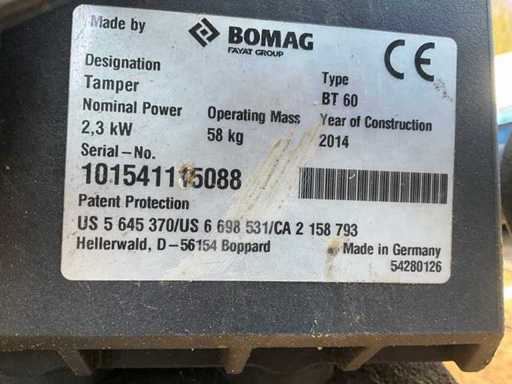 Made by BOMAG CE
FAYAT GROUP
Designation Type
Tamper BT 60
Nominal Power Operating Mass Year of Construction
2,3 kW 58 kg 2014
Serial-No.
101541115088
Patent Protection
US 5 645 370/US 6 698 531/CA 2 158 793
Hellerwald, D-56154 Boppard Made in Germany
54280126